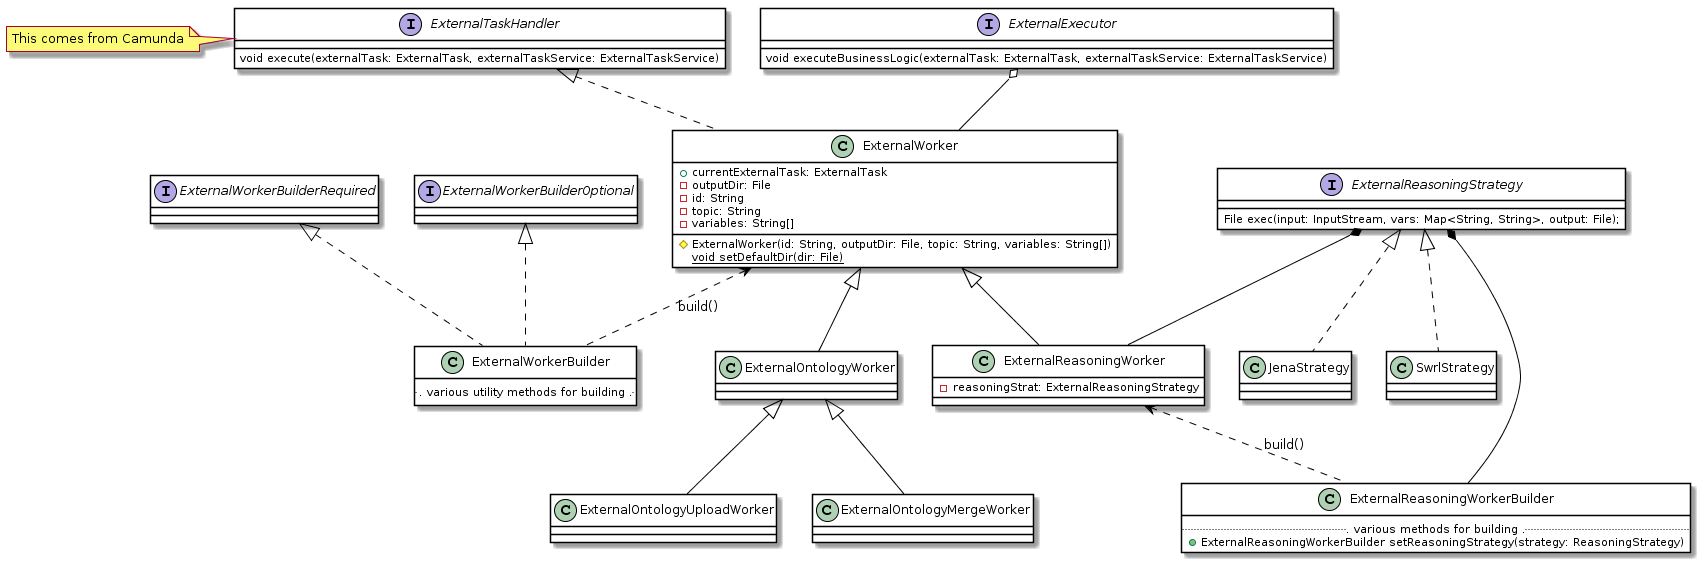 This comes from Camunda
I ExternalTaskHandler
void execute(externalTask: ExternalTask, externalTaskService: ExternalTaskService)
I ExternalExecutor
void executeBusinessLogic(externalTask: ExternalTask, externalTaskService: ExternalTaskService)
C ExternalWorker
currentExternalTask: ExternalTask
outputDir: File
id: String
topic: String
variables: String[]
ExternalWorker(id: String, outputDir: File, topic: String, variables: String[])
void setDefaultDir(dir: File)
I ExternalWorkerBuilderRequired
I ExternalWorkerBuilderOptional
I ExternalReasoningStrategy
File exec(input: InputStream, vars: Map<String, String>, output: File);
build()
C ExternalWorkerBuilder
. various utility methods for building .
C ExternalOntologyWorker
C ExternalReasoningWorker
reasoningStrat: ExternalReasoningStrategy
C JenaStrategy
C SwrlStrategy
build()
C ExternalOntologyUploadWorker
C ExternalOntologyMergeWorker
C ExternalReasoningWorkerBuilder
. various methods for building .
ExternalReasoningWorkerBuilder setReasoningStrategy(strategy: ReasoningStrategy)